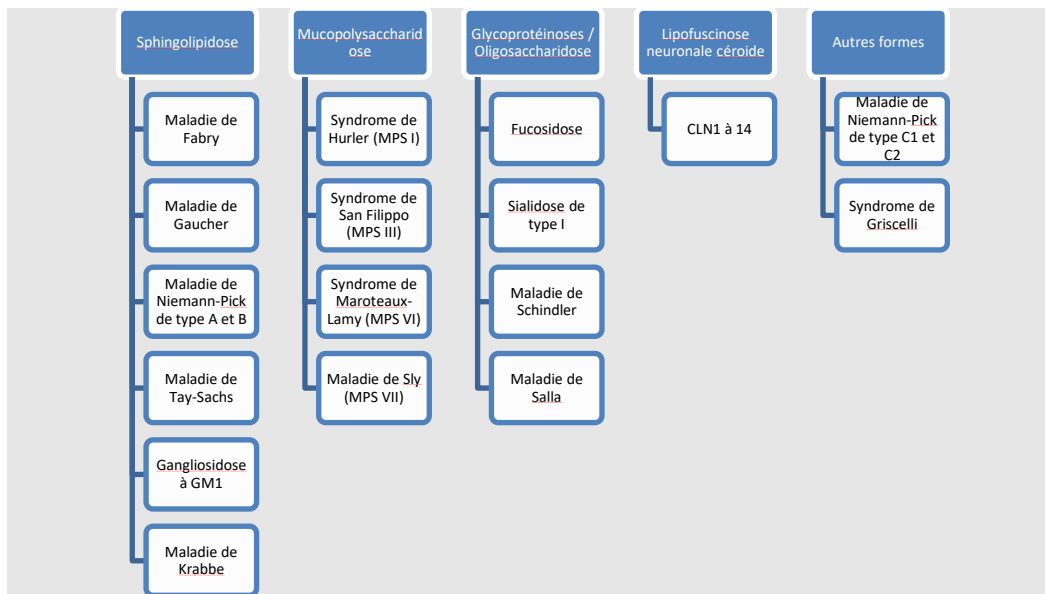 Sphingolipidose
Maladie de
Fabry
Maladie de
Gaucher
Maladie de
Niemann-Pick
de type A et B
Maladie de
Tay-Sachs
Gangliosidose
à GM1
Maladie de
Krabbe
Mucopolysaccharid
ose
Syndrome de
Hurler (MPS I)
Syndrome de
San Filippo
(MPS III)
Syndrome de
Maroteaux-
Lamy (MPS VI)
Maladie de Sly
(MPS VII)
Glycoprotéinoses /
Oligosaccharidose
Fucosidose
Sialidose de
type I
Maladie de
Schindler
Maladie de
Salla
Lipofuscinose
neuronale céroide
CLN1 à 14
Autres formes
Maladie de
Niemann-Pick
de type C1 et
C2
Syndrome de
Griscelli